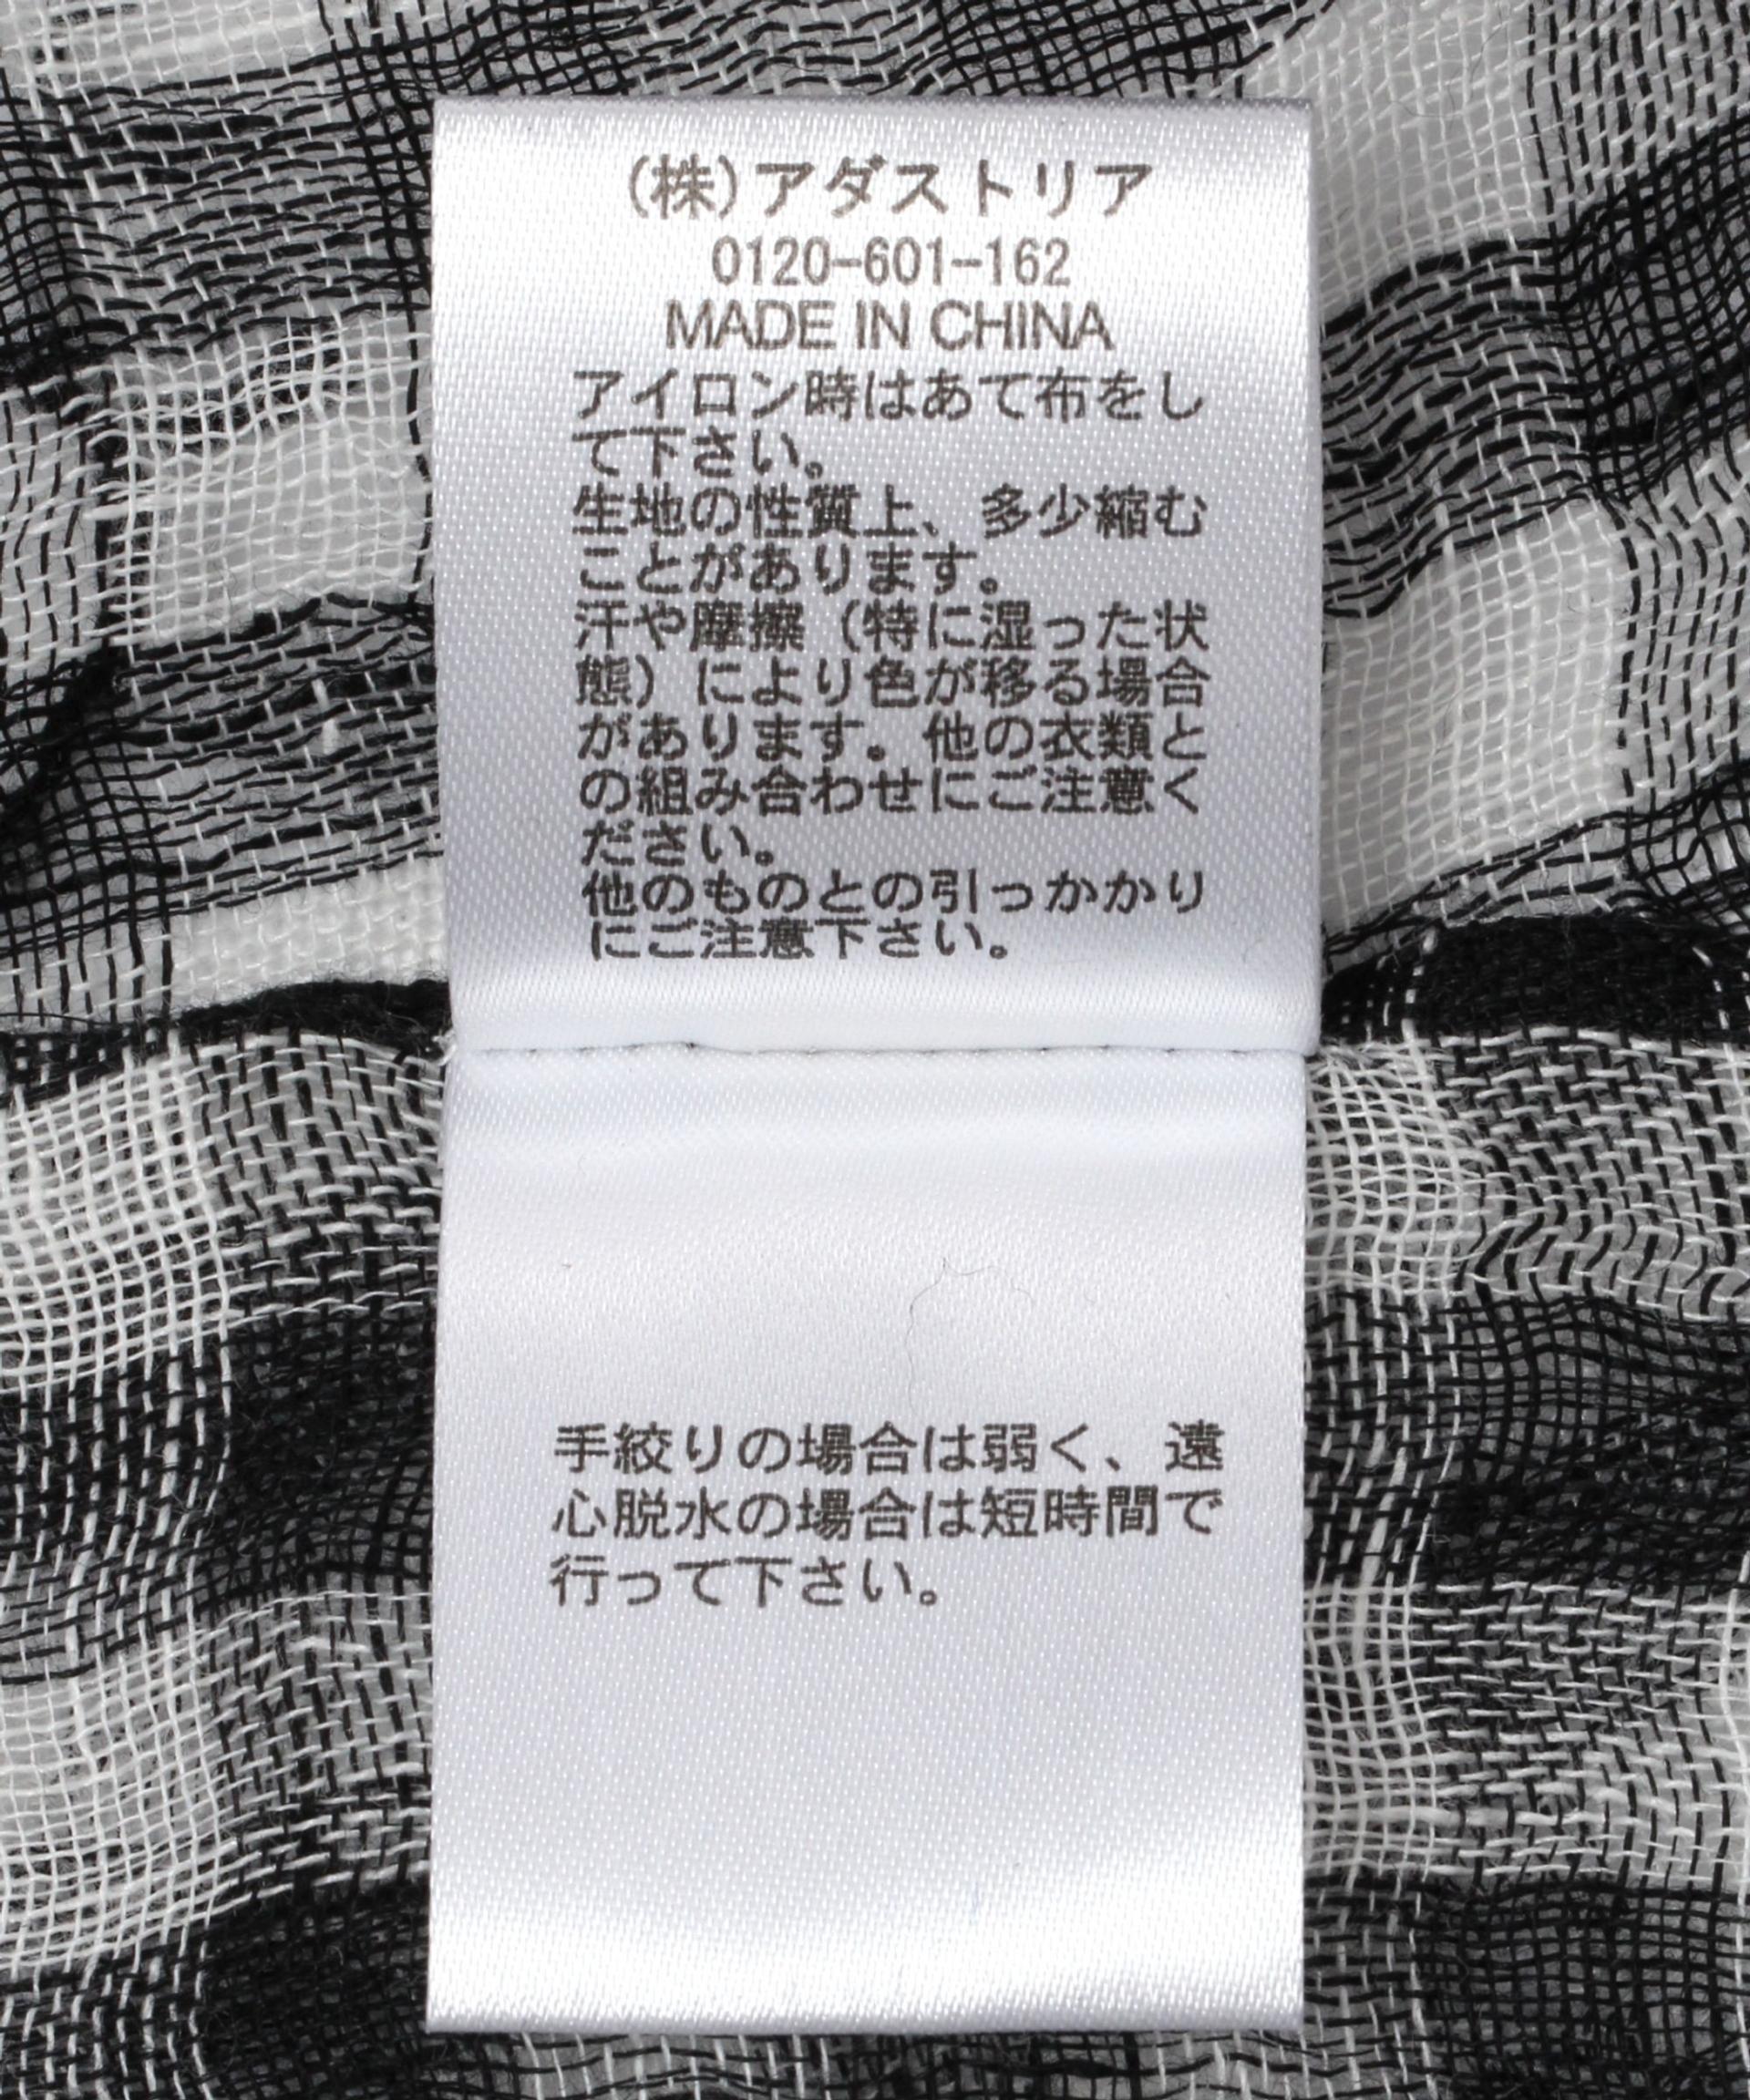 (株)アダストリア
0120-601-162
MADE IN CHINA
アイロン時はあて布をし
て下さい。
生地の性質上、多少縮む
ことがあります。
汗や摩擦（特に湿った状
態）により色が移る場合
があります。他の衣類と
の組み合わせにご注意く
ださい。
他のものとの引っかかり
にご注意下さい。
手絞りの場合は弱く、遠
心脱水の場合は短時間で
行って下さい。